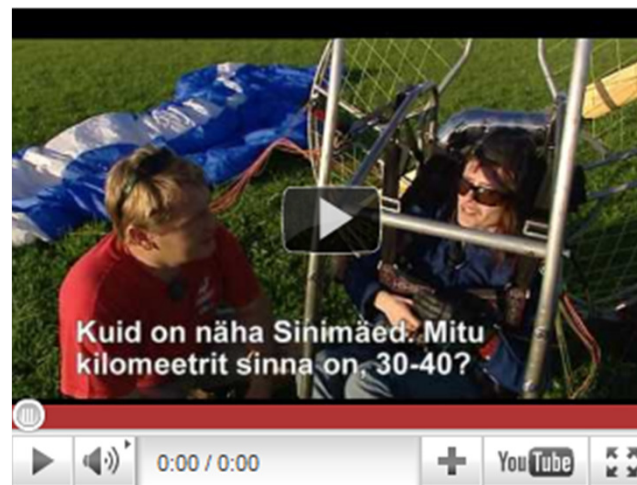 Kuid on näha Sinimäed. Mitu
kilomeetrit sinna on, 30-40?
0:00 / 0:00
YouTube